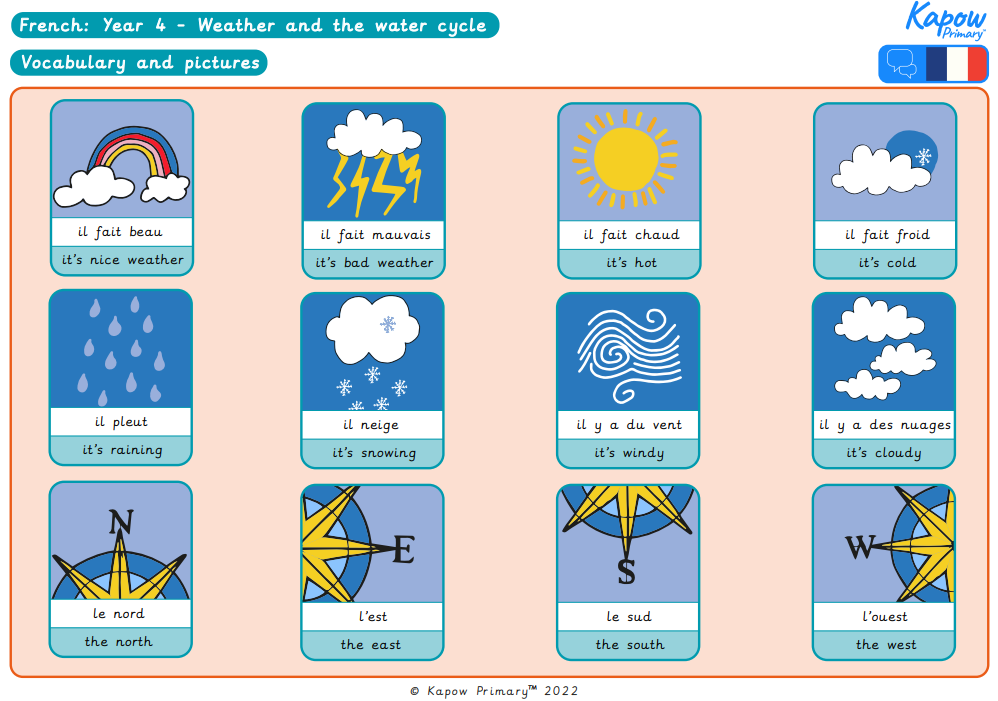 French: Year 4 - Weather and the water cycle
Kapow
Primary™
Vocabulary and pictures
il fait beau
it's nice weather
il fait mauvais
it's bad weather
il fait chaud
it's hot
il fait froid
it's cold
il pleut
it's raining
il neige
it's snowing
il y a du vent
it's windy
il y a des nuages
it's cloudy
N
le nord
the north
E
l'est
the east
S
le sud
the south
W
l'ouest
the west
© Kapow Primary™ 2022